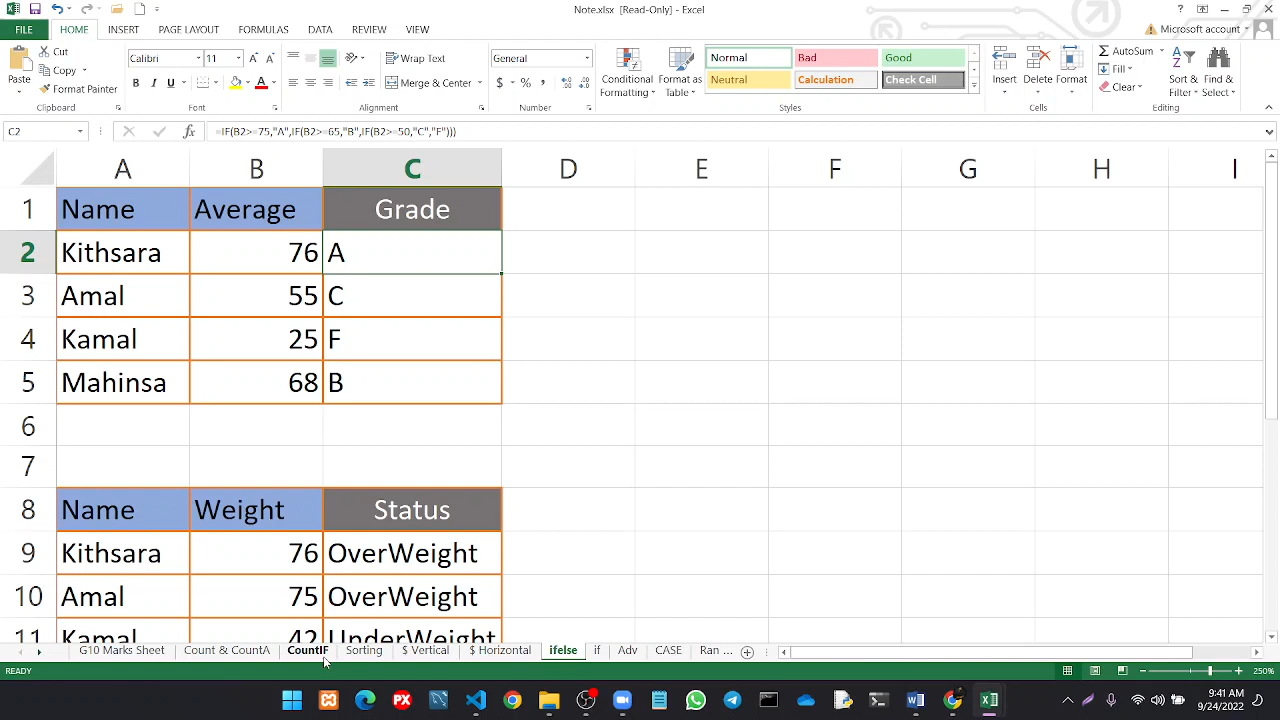 Note.xlsx  [Read-Only] - Excel
FILE HOME INSERT PAGE LAYOUT FORMULAS DATA REVIEW VIEW Microsoft account
Paste Cut Copy Format Painter Clipboard
Calibri 11 B I U A A A Font
Wrap Text Merge & Center Alignment
General $ % , Number
Conditional Formatting Format as Table
Normal Bad Good
Neutral Calculation Check Cell
Styles
Insert Delete Format Cells
AutoSum Fill Clear Sort & Filter Find & Select Editing
C2 fx =IF(B2>=75,"A",IF(B2>=65,"B",IF(B2>=50,"C","F")))
A B C D E F G H I
1 Name Average Grade
2 Kithsara 76 A
3 Amal 55 C
4 Kamal 25 F
5 Mahinsa 68 B
6
7
8 Name Weight Status
9 Kithsara 76 OverWeight
10 Amal 75 OverWeight
11 Kamal 42 UnderWeight
G10 Marks Sheet Count & CountA CountIF Sorting $ Vertical $ Horizontal ifelse if Adv CASE Ran ...
READY 250%
9:41 AM
9/24/2022